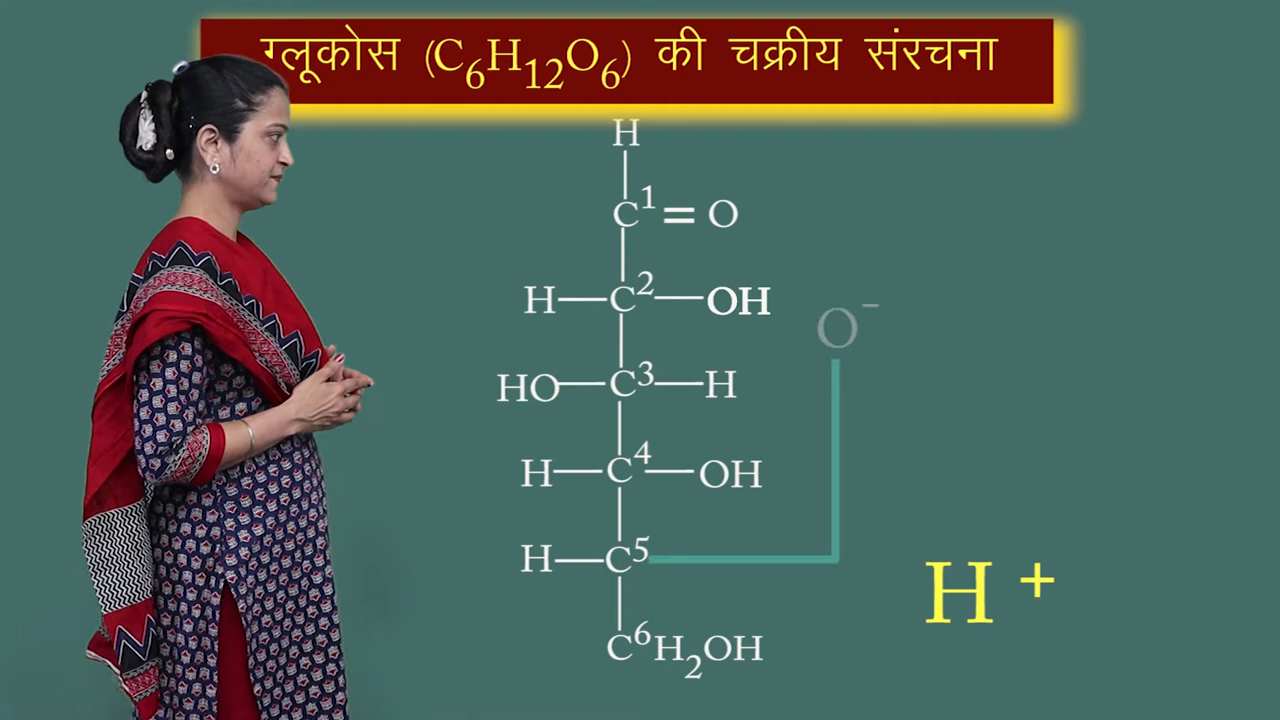 ग्लूकोस (C₆H₁₂O₆) की चक्रीय संरचना
H
C¹ = O
H—C²—OH
O⁻
HO—C³—H
H—C⁴—OH
H—C⁵
H⁺
C⁶H₂OH